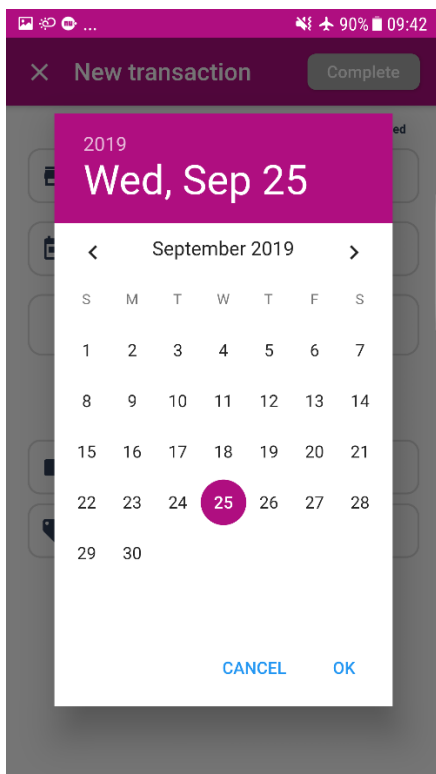 ... 90% 09:42
New transaction Complete
ed
2019
Wed, Sep 25
September 2019
S M T W T F S
1 2 3 4 5 6 7
8 9 10 11 12 13 14
15 16 17 18 19 20 21
22 23 24 25 26 27 28
29 30
CANCEL OK